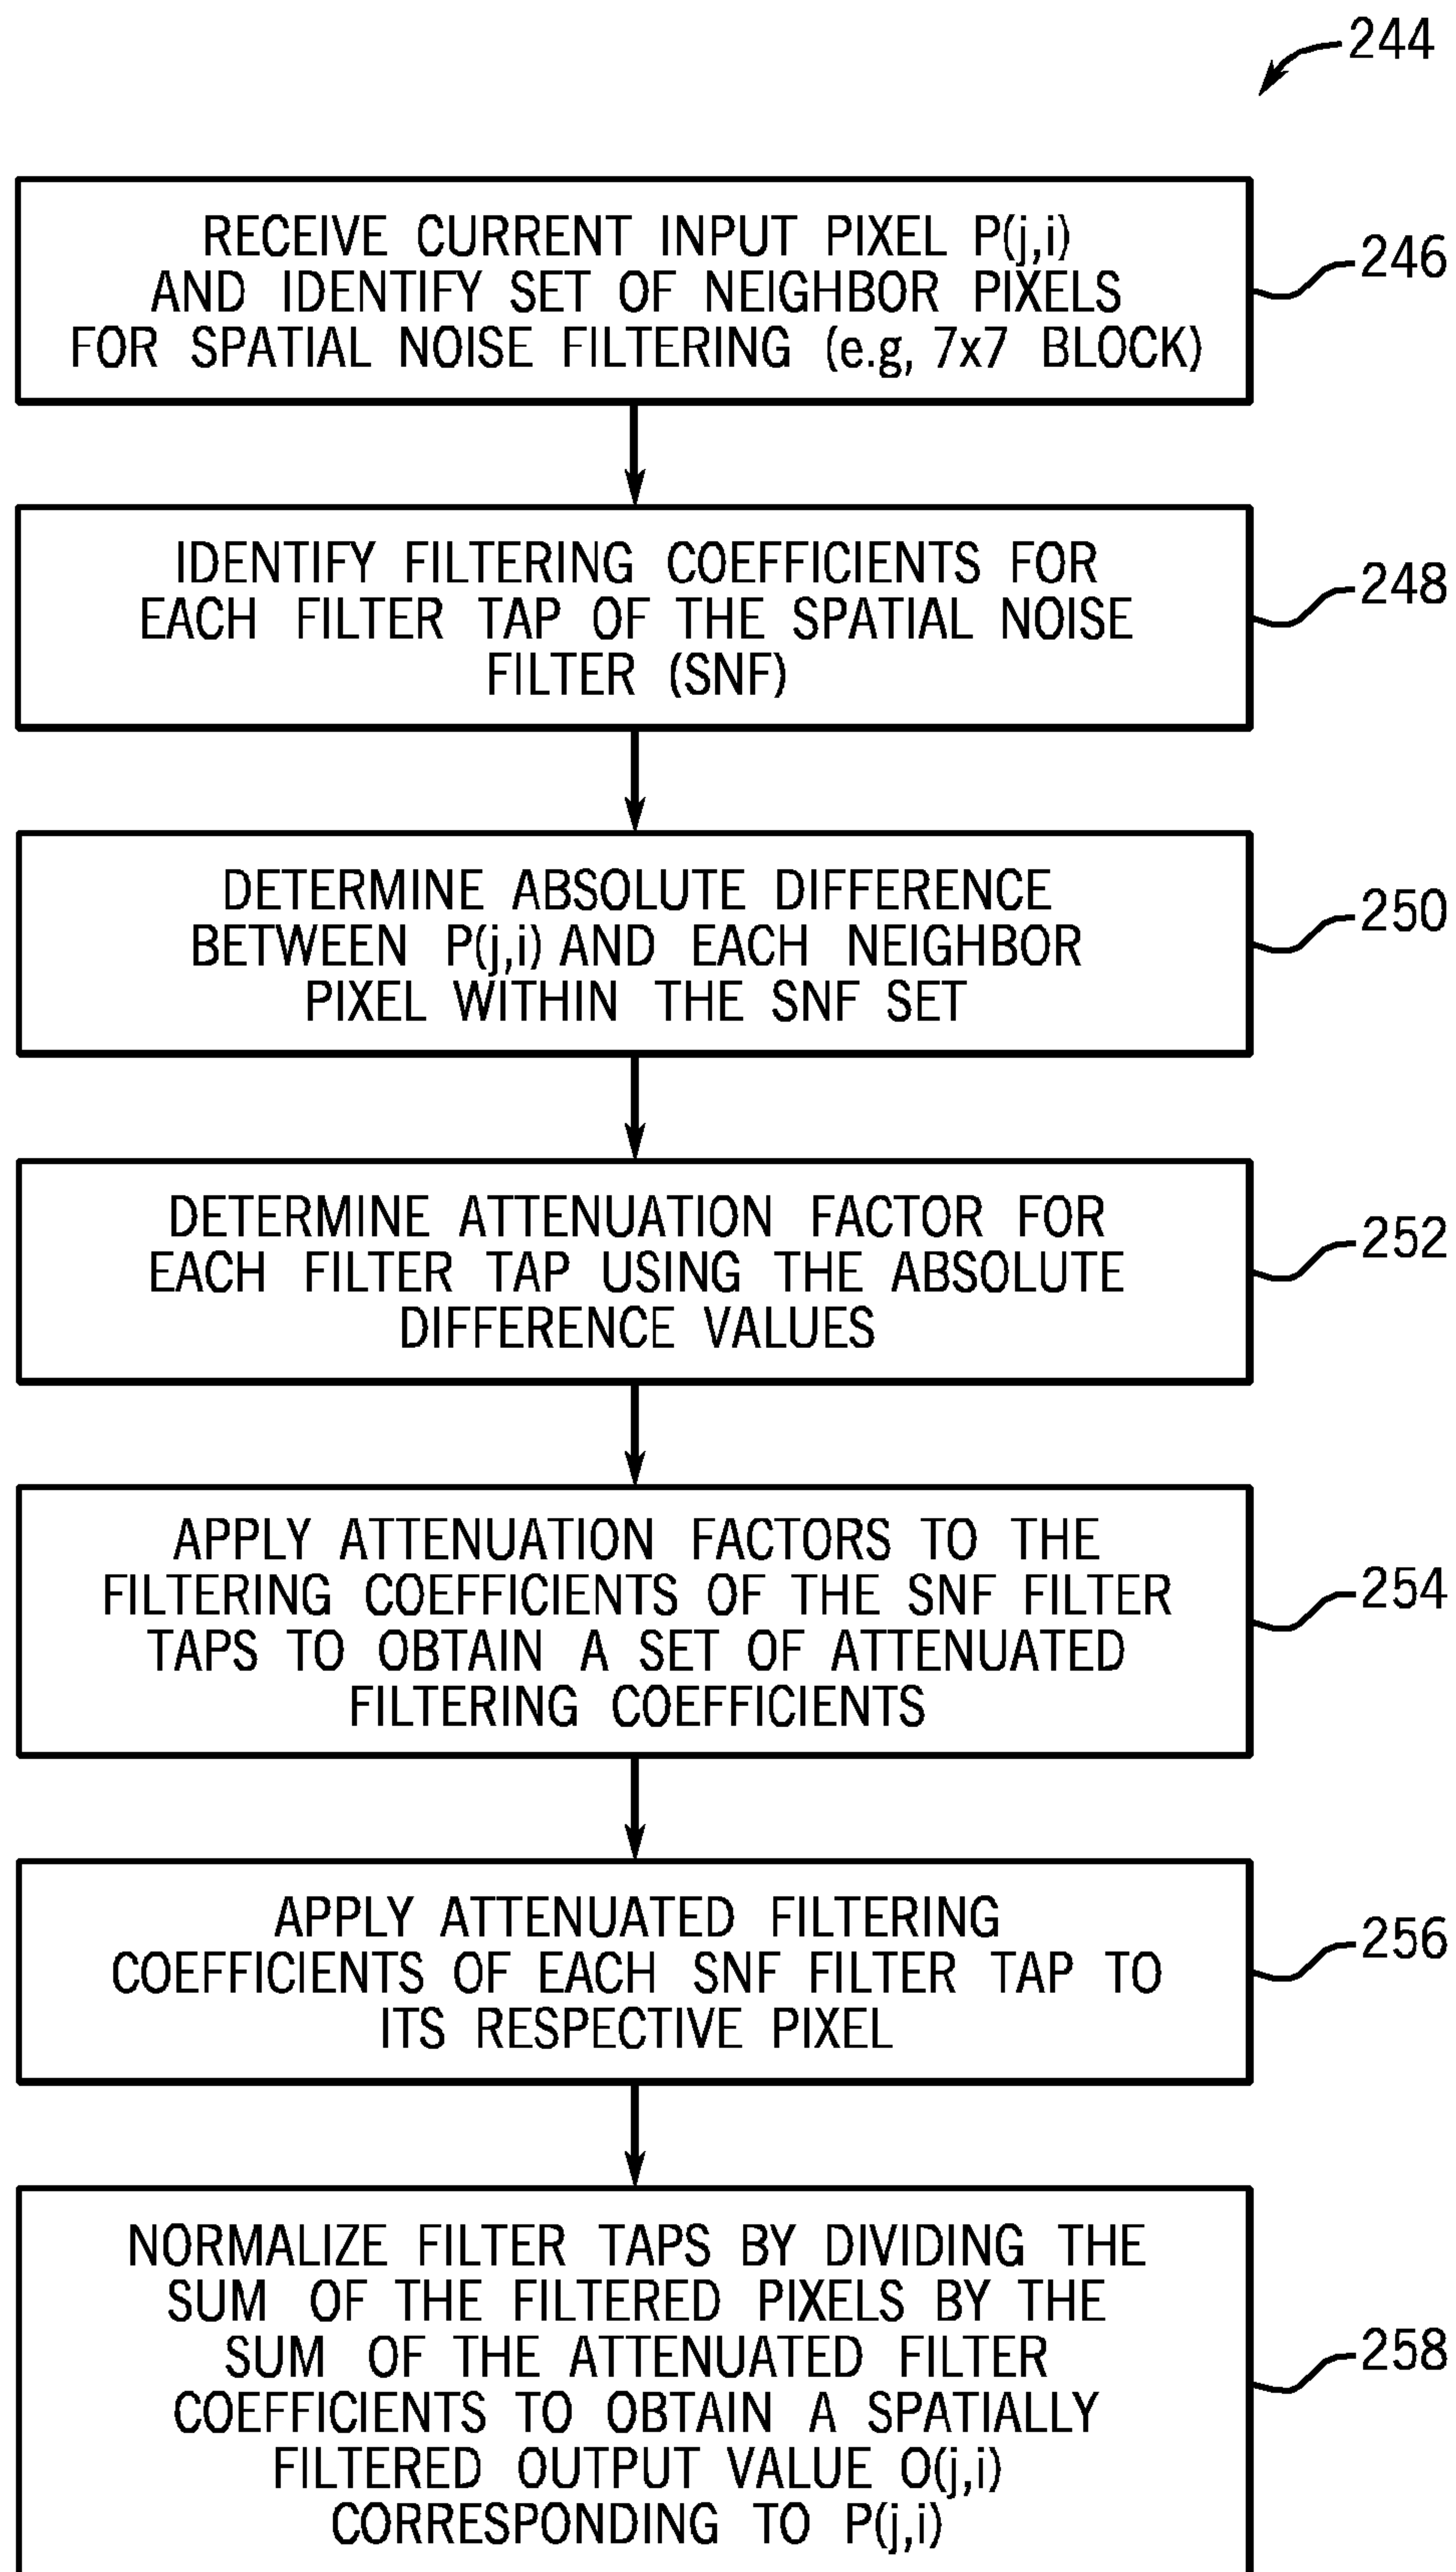 244
RECEIVE CURRENT INPUT PIXEL P(j,i)
AND IDENTIFY SET OF NEIGHBOR PIXELS
FOR SPATIAL NOISE FILTERING (e.g, 7x7 BLOCK)
246
IDENTIFY FILTERING COEFFICIENTS FOR
EACH FILTER TAP OF THE SPATIAL NOISE
FILTER (SNF)
248
DETERMINE ABSOLUTE DIFFERENCE
BETWEEN P(j,i) AND EACH NEIGHBOR
PIXEL WITHIN THE SNF SET
250
DETERMINE ATTENUATION FACTOR FOR
EACH FILTER TAP USING THE ABSOLUTE
DIFFERENCE VALUES
252
APPLY ATTENUATION FACTORS TO THE
FILTERING COEFFICIENTS OF THE SNF FILTER
TAPS TO OBTAIN A SET OF ATTENUATED
FILTERING COEFFICIENTS
254
APPLY ATTENUATED FILTERING
COEFFICIENTS OF EACH SNF FILTER TAP TO
ITS RESPECTIVE PIXEL
256
NORMALIZE FILTER TAPS BY DIVIDING THE
SUM OF THE FILTERED PIXELS BY THE
SUM OF THE ATTENUATED FILTER
COEFFICIENTS TO OBTAIN A SPATIALLY
FILTERED OUTPUT VALUE O(j,i)
CORRESPONDING TO P(j,i)
258